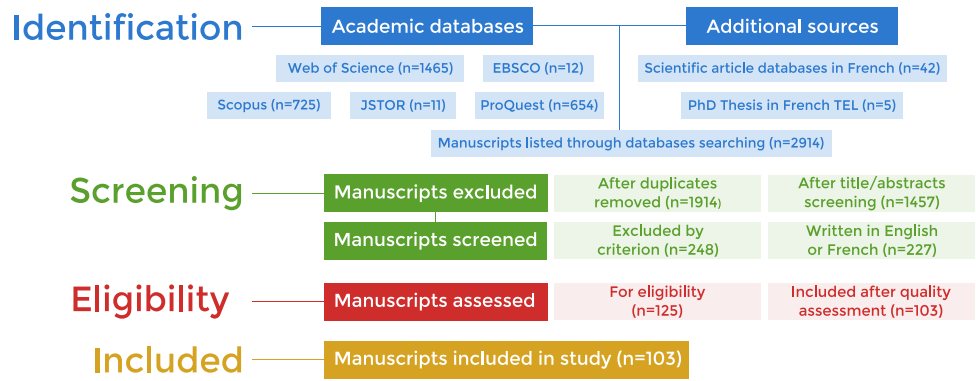 Identification
Academic databases
Additional sources
Web of Science (n=1465)
EBSCO (n=12)
Scientific article databases in French (n=42)
Scopus (n=725)
JSTOR (n=11)
ProQuest (n=654)
PhD Thesis in French TEL (n=5)
Manuscripts listed through databases searching (n=2914)
Screening
Manuscripts excluded
After duplicates
removed (n=1914)
After title/abstracts
screening (n=1457)
Manuscripts screened
Excluded by
criterion (n=248)
Written in English
or French (n=227)
Eligibility
Manuscripts assessed
For eligibility
(n=125)
Included after quality
assessment (n=103)
Included
Manuscripts included in study (n=103)